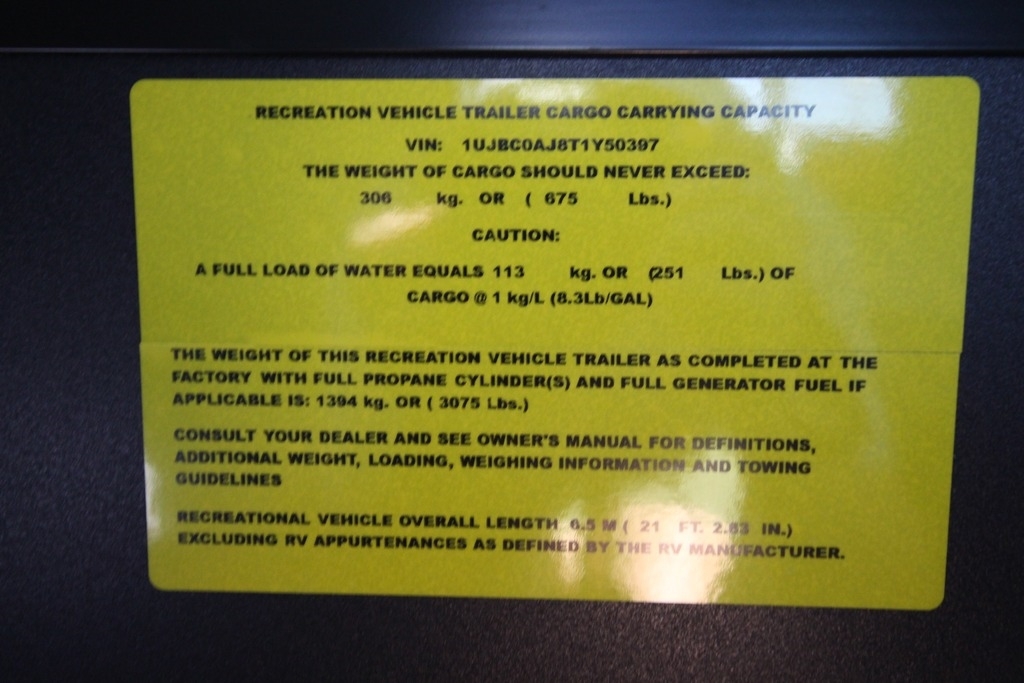 RECREATION VEHICLE TRAILER CARGO CARRYING CAPACITY
VIN: 1UJBC0AJ8T1Y50397
THE WEIGHT OF CARGO SHOULD NEVER EXCEED:
306 kg. OR ( 675 Lbs.)
CAUTION:
A FULL LOAD OF WATER EQUALS 113 kg. OR (251 Lbs.) OF
CARGO @ 1 kg/L (8.3Lb/GAL)
THE WEIGHT OF THIS RECREATION VEHICLE TRAILER AS COMPLETED AT THE
FACTORY WITH FULL PROPANE CYLINDER(S) AND FULL GENERATOR FUEL IF
APPLICABLE IS: 1394 kg. OR ( 3075 Lbs.)
CONSULT YOUR DEALER AND SEE OWNER'S MANUAL FOR DEFINITIONS,
ADDITIONAL WEIGHT, LOADING, WEIGHING INFORMATION AND TOWING
GUIDELINES
RECREATIONAL VEHICLE OVERALL LENGTH 6.5 M ( 21 FT. 2.83 IN.)
EXCLUDING RV APPURTENANCES AS DEFINED BY THE RV MANUFACTURER.